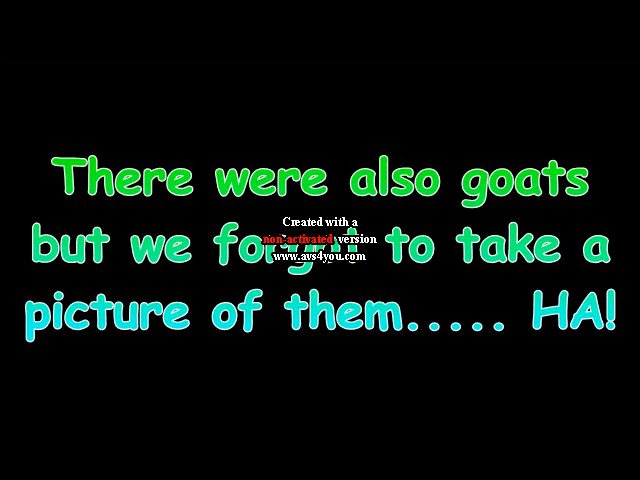 There were also goats
but we forgot to take a
picture of them..... HA!
Created with a
non-activated version
www.avs4you.com